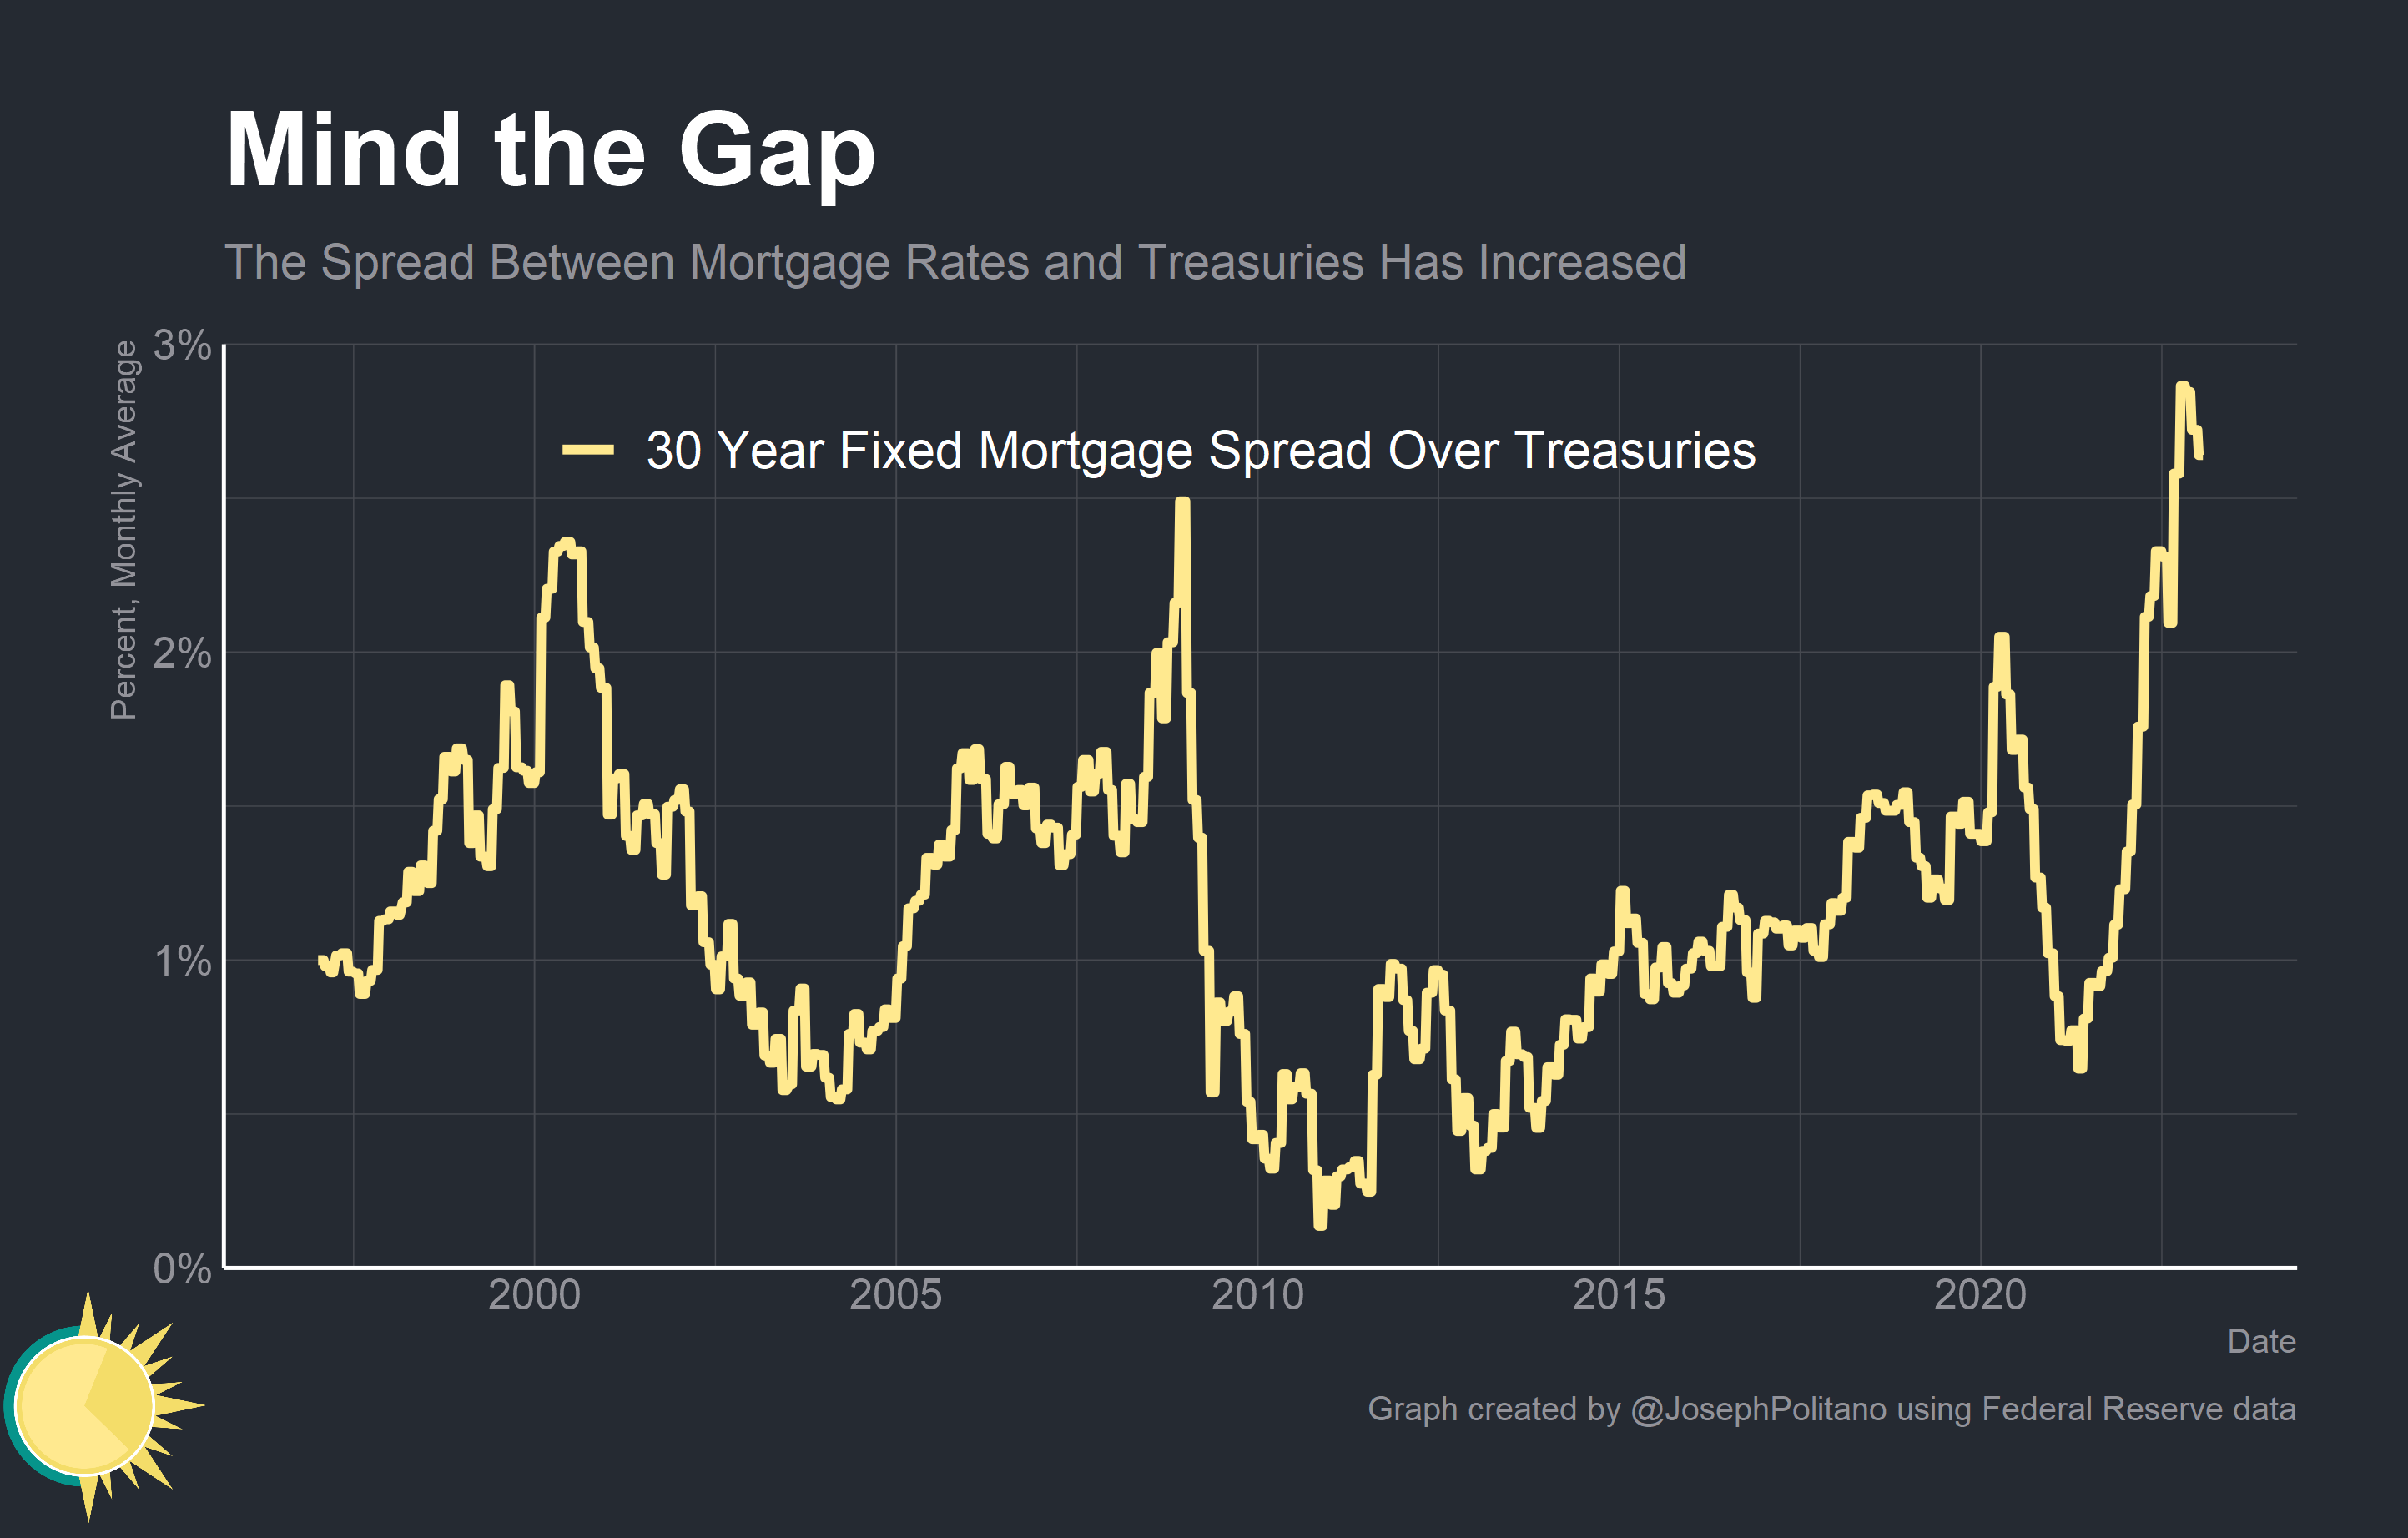 Mind the Gap
The Spread Between Mortgage Rates and Treasuries Has Increased
Percent, Monthly Average
3%
2%
1%
0%
30 Year Fixed Mortgage Spread Over Treasuries
2000 2005 2010 2015 2020
Date
Graph created by @JosephPolitano using Federal Reserve data